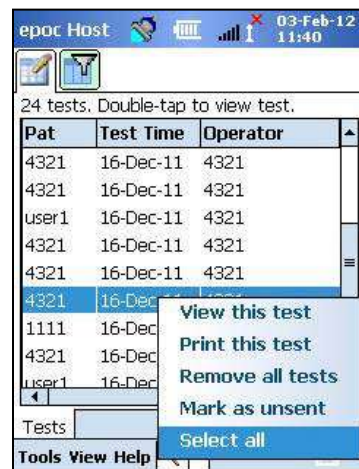 epoc Host 03-Feb-12
11:40
24 tests. Double-tap to view test.
Pat Test Time Operator
4321 16-Dec-11 4321
4321 16-Dec-11 4321
user1 16-Dec-11 4321
4321 16-Dec-11 4321
4321 16-Dec-11 4321
4321 16-Dec-11 4321
1111 16-Dec
4321 16-Dec
user1 16-Dec
View this test
Print this test
Remove all tests
Mark as unsent
Select all
Tests
Tools View Help